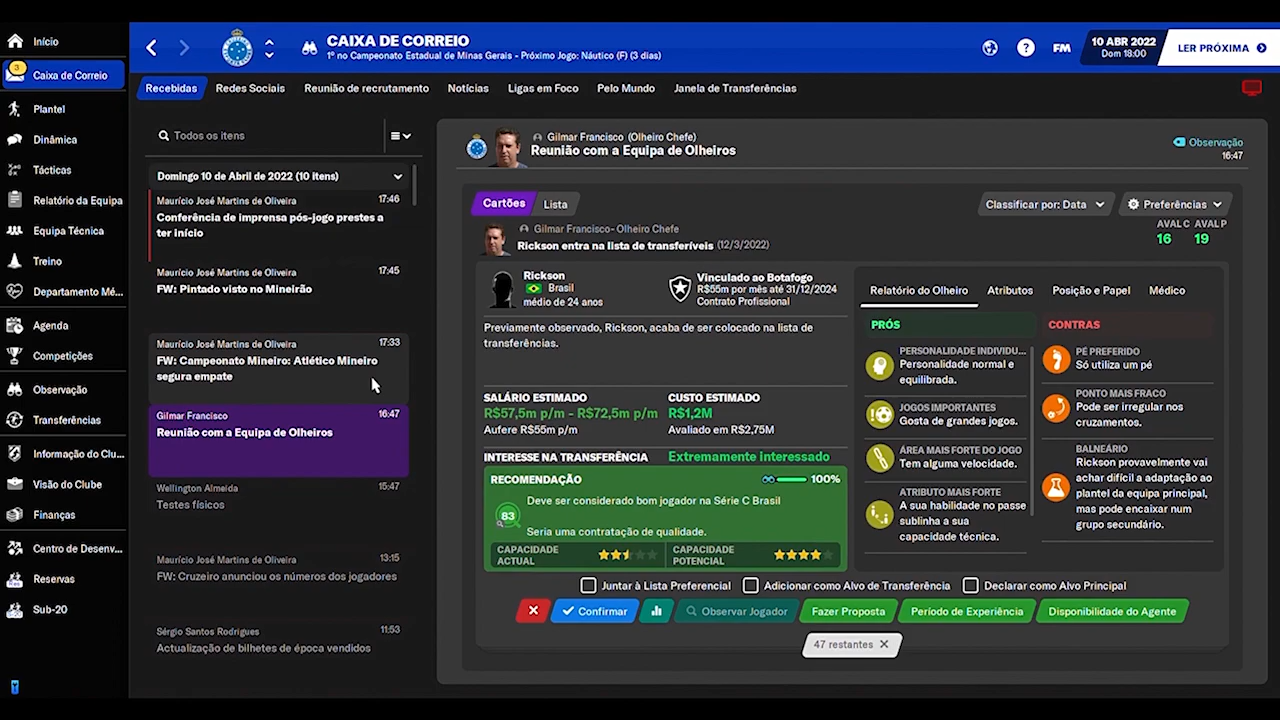 Início
3
Caixa de Correio
Plantel
Dinâmica
Tácticas
Relatório da Equipa
Equipa Técnica
Treino
Departamento Mé...
Agenda
Competições
Observação
Transferências
Informação do Clu...
Visão do Clube
Finanças
Centro de Desenv...
Reservas
Sub-20
CAIXA DE CORREIO
1º no Campeonato Estadual de Minas Gerais - Próximo Jogo: Náutico (F) (3 dias)
?
FM
10 ABR 2022
Dom 18:00
LER PRÓXIMA
Recebidas
Redes Sociais
Reunião de recrutamento
Notícias
Ligas em Foco
Pelo Mundo
Janela de Transferências
Todos os itens
Domingo 10 de Abril de 2022 (10 itens)
Maurício José Martins de Oliveira 17:46
Conferência de imprensa pós-jogo prestes a
ter início
Maurício José Martins de Oliveira 17:45
FW: Pintado visto no Mineirão
Maurício José Martins de Oliveira 17:33
FW: Campeonato Mineiro: Atlético Mineiro
segura empate
Gilmar Francisco 16:47
Reunião com a Equipa de Olheiros
Wellington Almeida 15:47
Testes físicos
Maurício José Martins de Oliveira 13:15
FW: Cruzeiro anunciou os números dos jogadores
Sérgio Santos Rodrigues 11:53
Actualização de bilhetes de época vendidos
Gilmar Francisco (Olheiro Chefe)
Reunião com a Equipa de Olheiros
Observação
16:47
Cartões
Lista
Classificar por: Data
Preferências
Gilmar Francisco- Olheiro Chefe
Rickson entra na lista de transferíveis (12/3/2022)
AVAL C AVAL P
16 19
Rickson
Brasil
médio de 24 anos
Vinculado ao Botafogo
R$55m por mês até 31/12/2024
Contrato Profissional
Previamente observado, Rickson, acaba de ser colocado na lista de
transferências.
SALÁRIO ESTIMADO
R$57,5m p/m - R$72,5m p/m
Aufere R$55m p/m
CUSTO ESTIMADO
R$1,2M
Avaliado em R$2,75M
INTERESSE NA TRANSFERÊNCIA Extremamente interessado
RECOMENDAÇÃO 100%
83
Deve ser considerado bom jogador na Série C Brasil
Seria uma contratação de qualidade.
CAPACIDADE
ACTUAL
CAPACIDADE
POTENCIAL
Relatório do Olheiro
Atributos
Posição e Papel
Médico
PRÓS
PERSONALIDADE INDIVIDU...
Personalidade normal e
equilibrada.
JOGOS IMPORTANTES
Gosta de grandes jogos.
ÁREA MAIS FORTE DO JOGO
Tem alguma velocidade.
ATRIBUTO MAIS FORTE
A sua habilidade no passe
sublinha a sua
capacidade técnica.
CONTRAS
PÉ PREFERIDO
Só utiliza um pé
PONTO MAIS FRACO
Pode ser irregular nos
cruzamentos.
BALNEÁRIO
Rickson provavelmente vai
achar difícil a adaptação ao
plantel da equipa principal,
mas pode encaixar num
grupo secundário.
Juntar à Lista Preferencial
Adicionar como Alvo de Transferência
Declarar como Alvo Principal
Confirmar
Observar Jogador
Fazer Proposta
Período de Experiência
Disponibilidade do Agente
47 restantes